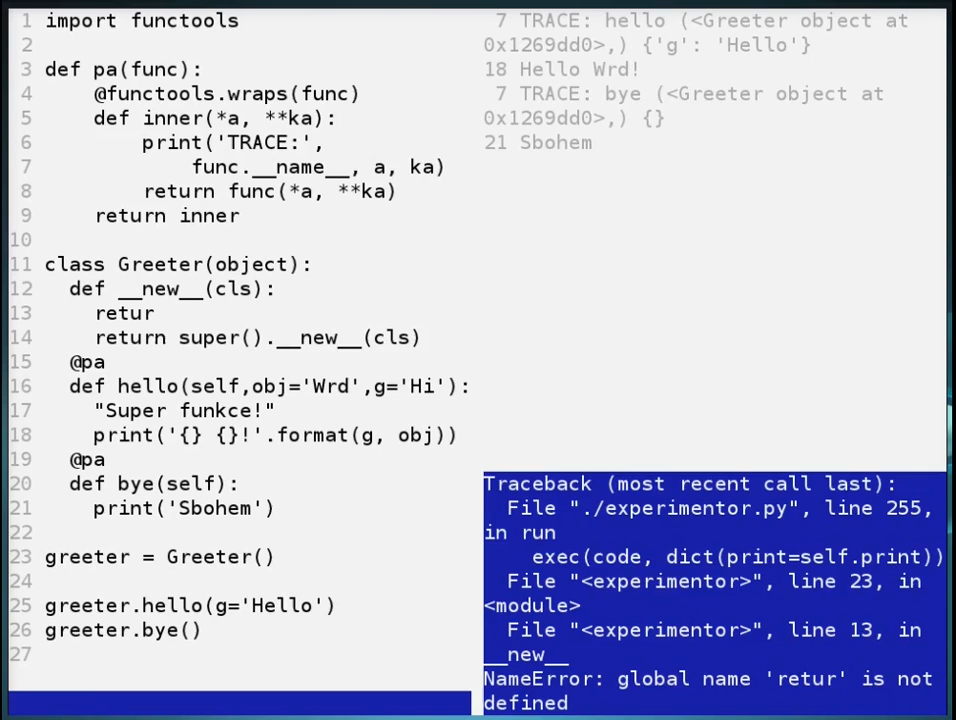 1 import functools
2
3 def pa(func):
4     @functools.wraps(func)
5     def inner(*a, **ka):
6         print('TRACE:',
7             func.__name__, a, ka)
8         return func(*a, **ka)
9     return inner
10
11 class Greeter(object):
12   def __new__(cls):
13     retur
14     return super().__new__(cls)
15   @pa
16   def hello(self,obj='Wrd',g='Hi'):
17     "Super funkce!"
18     print('{} {}!'.format(g, obj))
19   @pa
20   def bye(self):
21     print('Sbohem')
22
23 greeter = Greeter()
24
25 greeter.hello(g='Hello')
26 greeter.bye()
27
7 TRACE: hello (<Greeter object at
0x1269dd0>,) {'g': 'Hello'}
18 Hello Wrd!
7 TRACE: bye (<Greeter object at
0x1269dd0>,) {}
21 Sbohem
Traceback (most recent call last):
  File "./experimentor.py", line 255,
in run
    exec(code, dict(print=self.print))
  File "<experimentor>", line 23, in
<module>
  File "<experimentor>", line 13, in
__new__
NameError: global name 'retur' is not
defined